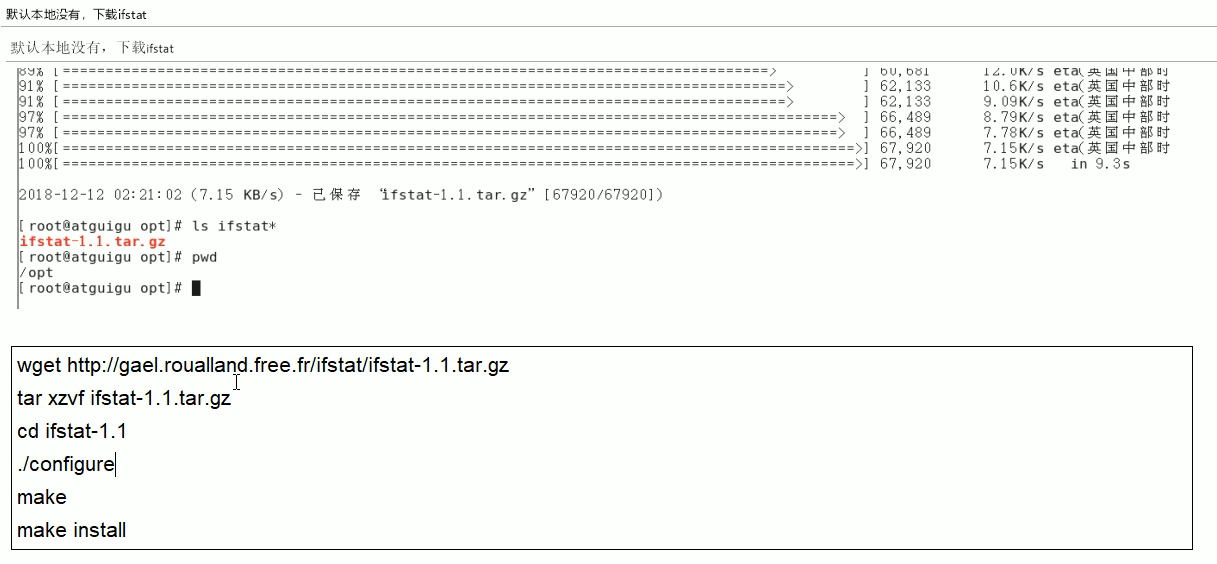 默认本地没有，下载ifstat
默认本地没有，下载ifstat
89% [ =====================================================================================> ] 60,681 12.0K/s eta(英国中部时
91% [ =======================================================================================> ] 62,133 10.6K/s eta(英国中部时
91% [ =======================================================================================> ] 62,133 9.09K/s eta(英国中部时
97% [ =============================================================================================> ] 66,489 8.79K/s eta(英国中部时
97% [ =============================================================================================> ] 66,489 7.78K/s eta(英国中部时
100%[ ===============================================================================================>] 67,920 7.15K/s eta(英国中部时
100%[ ===============================================================================================>] 67,920 7.15K/s in 9.3s
2018-12-12 02:21:02 (7.15 KB/s) - 已保存 “ifstat-1.1.tar.gz” [67920/67920])
[root@atguigu opt]# ls ifstat*
ifstat-1.1.tar.gz
[root@atguigu opt]# pwd
/opt
[root@atguigu opt]#
wget http://gael.roualland.free.fr/ifstat/ifstat-1.1.tar.gz
tar xzvf ifstat-1.1.tar.gz
cd ifstat-1.1
./configure
make
make install